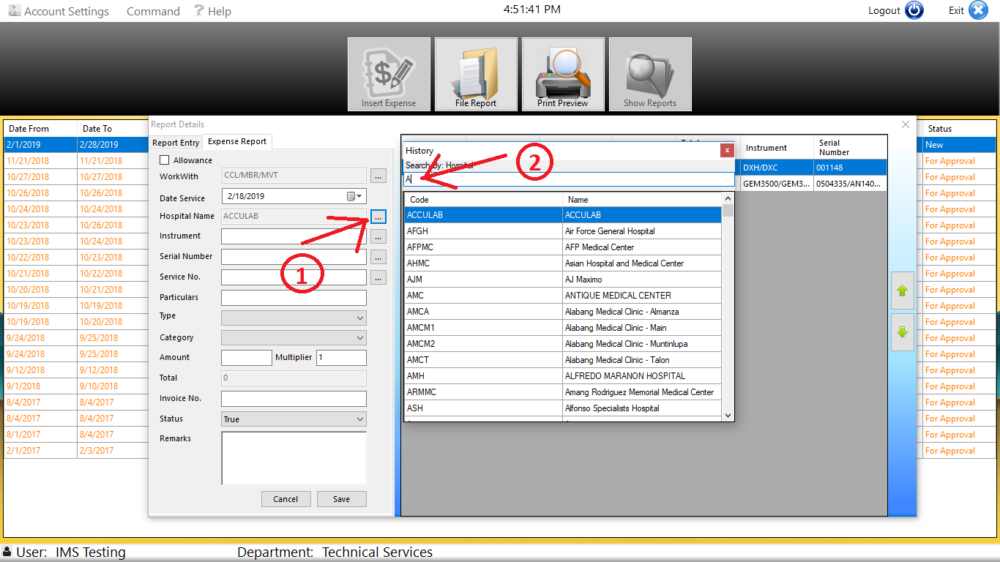 Account Settings Command ? Help 4:51:41 PM Logout Exit
Insert Expense File Report Print Preview Show Reports
Date From Date To Status
2/1/2019 2/28/2019 New
11/21/2018 11/21/2018 For Approval
10/27/2018 10/27/2018 For Approval
10/26/2018 10/26/2018 For Approval
10/24/2018 10/24/2018 For Approval
10/23/2018 10/26/2018 For Approval
10/23/2018 10/24/2018 For Approval
10/22/2018 10/23/2018 For Approval
10/21/2018 10/22/2018 For Approval
10/20/2018 10/21/2018 For Approval
10/19/2018 10/19/2018 For Approval
10/19/2018 10/20/2018 For Approval
9/24/2018 9/25/2018 For Approval
9/24/2018 9/25/2018 For Approval
9/12/2018 9/12/2018 For Approval
9/1/2018 9/10/2018 For Approval
8/4/2017 8/4/2017 For Approval
8/4/2017 8/4/2017 For Approval
8/1/2017 8/4/2017 For Approval
2/1/2017 2/3/2017 For Approval
Report Details
Report Entry Expense Report
Allowance
WorkWith CCL/MBR/MVT ...
Date Service 2/18/2019
Hospital Name ACCULAB ...
Instrument ...
Serial Number ...
Service No. ...
Particulars
Type
Category
Amount Multiplier 1
Total 0
Invoice No.
Status True
Remarks
Cancel Save
1
2
Instrument Serial Number
DXH/DXC 001148
GEM3500/GEM3... 0504335/AN140...
History
Search By: Hospital
A
Code Name
ACCULAB ACCULAB
AFGH Air Force General Hospital
AFPMC AFP Medical Center
AHMC Asian Hospital and Medical Center
AJM AJ Maximo
AMC ANTIQUE MEDICAL CENTER
AMCA Alabang Medical Clinic - Almanza
AMCM1 Alabang Medical Clinic - Main
AMCM2 Alabang Medical Clinic - Muntinlupa
AMCT Alabang Medical Clinic - Talon
AMH ALFREDO MARANON HOSPITAL
ARMMC Amang Rodriguez Memorial Medical Center
ASH Alfonso Specialists Hospital
User: IMS Testing Department: Technical Services